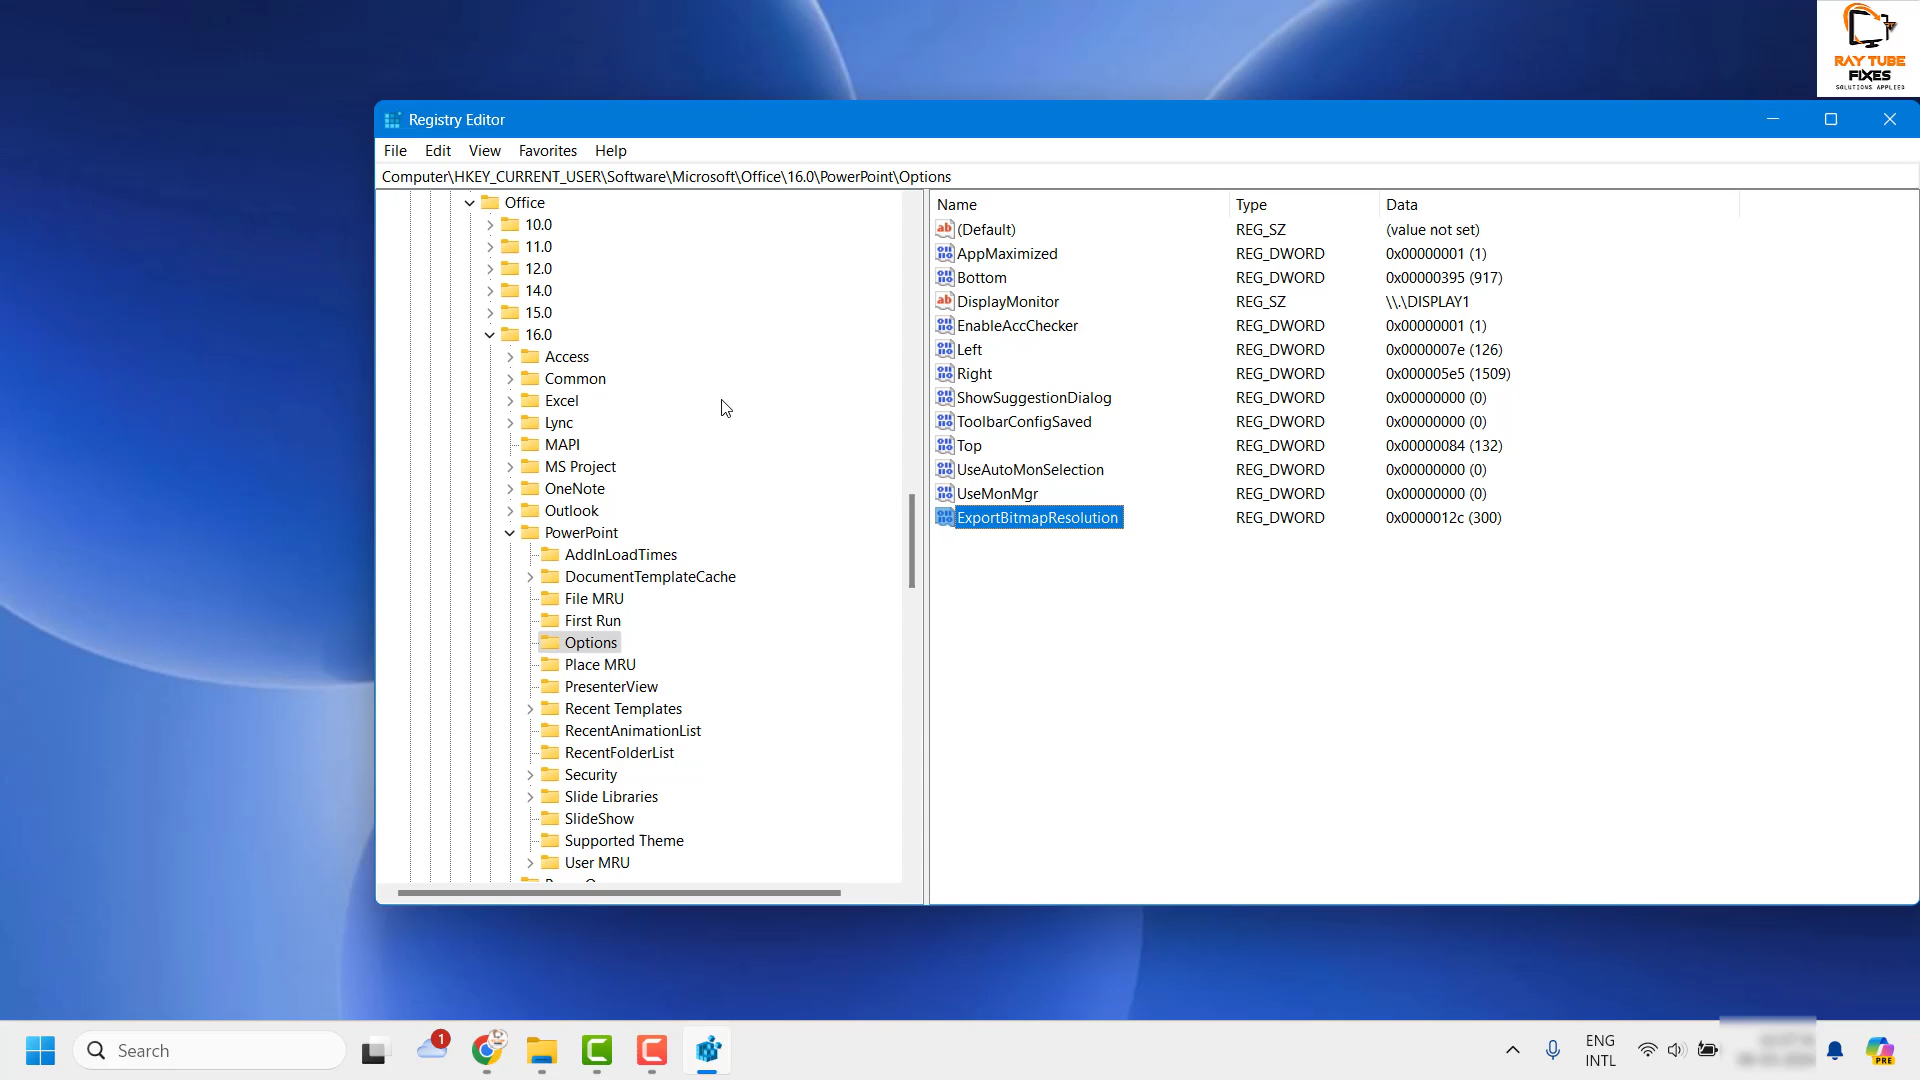 RAY TUBE
FIXES
SOLUTIONS APPLIED
Registry Editor
File Edit View Favorites Help
Computer\HKEY_CURRENT_USER\Software\Microsoft\Office\16.0\PowerPoint\Options
Office
10.0
11.0
12.0
14.0
15.0
16.0
Access
Common
Excel
Lync
MAPI
MS Project
OneNote
Outlook
PowerPoint
AddInLoadTimes
DocumentTemplateCache
File MRU
First Run
Options
Place MRU
PresenterView
Recent Templates
RecentAnimationList
RecentFolderList
Security
Slide Libraries
SlideShow
Supported Theme
User MRU
Name Type Data
ab (Default) REG_SZ (value not set)
AppMaximized REG_DWORD 0x00000001 (1)
Bottom REG_DWORD 0x00000395 (917)
ab DisplayMonitor REG_SZ \\.\DISPLAY1
EnableAccChecker REG_DWORD 0x00000001 (1)
Left REG_DWORD 0x0000007e (126)
Right REG_DWORD 0x000005e5 (1509)
ShowSuggestionDialog REG_DWORD 0x00000000 (0)
ToolbarConfigSaved REG_DWORD 0x00000000 (0)
Top REG_DWORD 0x00000084 (132)
UseAutoMonSelection REG_DWORD 0x00000000 (0)
UseMonMgr REG_DWORD 0x00000000 (0)
ExportBitmapResolution REG_DWORD 0x0000012c (300)
Search
1
ENG
INTL
PRE